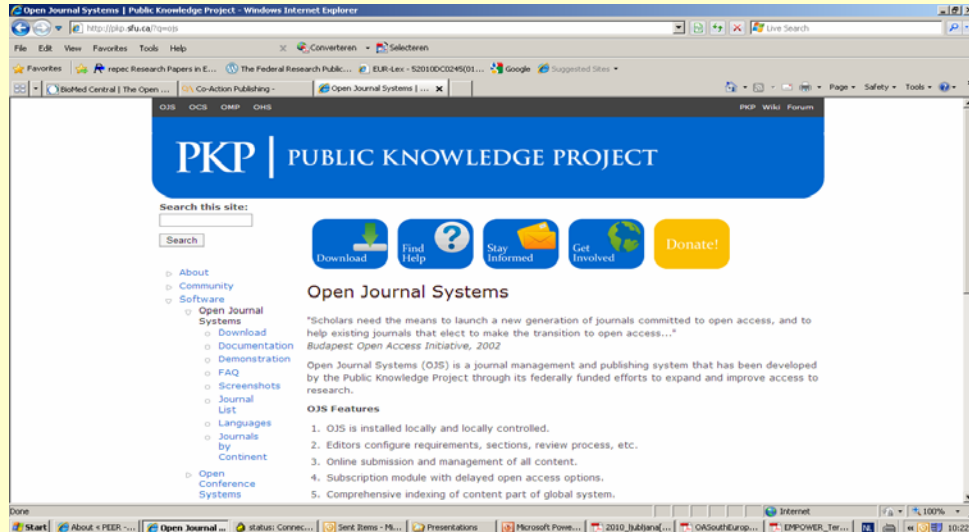 Open Journal Systems | Public Knowledge Project - Windows Internet Explorer
http://pkp.sfu.ca/?q=ojs
Live Search
File Edit View Favorites Tools Help
Converteren
Selecteren
Favorites
repec Research Papers in E...
The Federal Research Public...
EUR-Lex - 52010DC0245(01...
Google
Suggested Sites
BioMed Central | The Open ...
Co-Action Publishing -
Open Journal Systems | ...
Page Safety Tools
OJS OCS OMP OHS
PKP Wiki Forum
PKP | PUBLIC KNOWLEDGE PROJECT
Search this site:
Search
Download
Find Help
Stay Informed
Get Involved
Donate!
About
Community
Software
Open Journal
Systems
Download
Documentation
Demonstration
FAQ
Screenshots
Journal
List
Languages
Journals
by
Continent
Open
Conference
Systems
Open Journal Systems
"Scholars need the means to launch a new generation of journals committed to open access, and to
help existing journals that elect to make the transition to open access..."
Budapest Open Access Initiative, 2002
Open Journal Systems (OJS) is a journal management and publishing system that has been developed
by the Public Knowledge Project through its federally funded efforts to expand and improve access to
research.
OJS Features
1. OJS is installed locally and locally controlled.
2. Editors configure requirements, sections, review process, etc.
3. Online submission and management of all content.
4. Subscription module with delayed open access options.
5. Comprehensive indexing of content part of global system.
Done
Internet
100%
Start
About < PEER -...
Open Journal ...
status: Connec...
Sent Items - Mi...
Presentations
Microsoft Powe...
2010_ljubljana[...
OASouthEurop...
EMPOWER_Ter...
NL
10:22